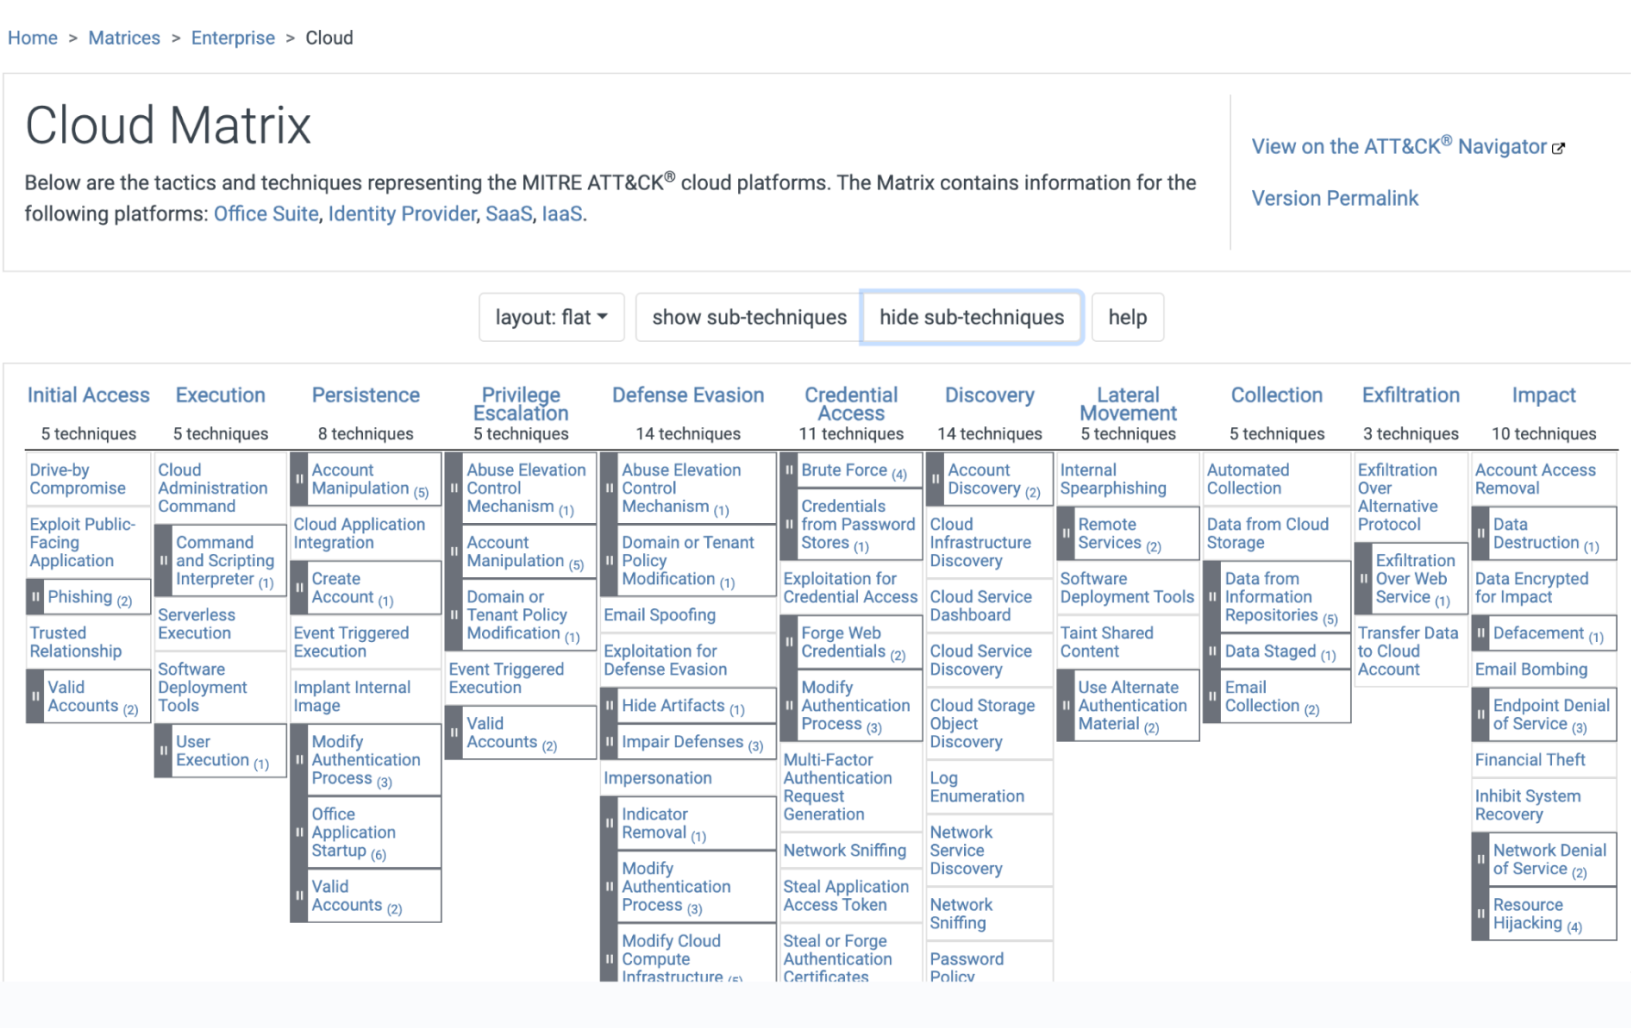 Home > Matrices > Enterprise > Cloud
Cloud Matrix
Below are the tactics and techniques representing the MITRE ATT&CK® cloud platforms. The Matrix contains information for the
following platforms: Office Suite, Identity Provider, SaaS, IaaS.
View on the ATT&CK® Navigator
Version Permalink
layout: flat
show sub-techniques
hide sub-techniques
help
Initial Access
5 techniques
Drive-by
Compromise
Exploit Public-
Facing
Application
Phishing (2)
Trusted
Relationship
Valid
Accounts (2)
Execution
5 techniques
Cloud
Administration
Command
Command
and Scripting
Interpreter (1)
Serverless
Execution
Software
Deployment
Tools
User
Execution (1)
Persistence
8 techniques
Account
Manipulation (5)
Cloud Application
Integration
Create
Account (1)
Event Triggered
Execution
Implant Internal
Image
Modify
Authentication
Process (3)
Office
Application
Startup (6)
Valid
Accounts (2)
Privilege
Escalation
5 techniques
Abuse Elevation
Control
Mechanism (1)
Account
Manipulation (5)
Domain or
Tenant Policy
Modification (1)
Event Triggered
Execution
Valid
Accounts (2)
Defense Evasion
14 techniques
Abuse Elevation
Control
Mechanism (1)
Domain or Tenant
Policy
Modification (1)
Email Spoofing
Exploitation for
Defense Evasion
Hide Artifacts (1)
Impair Defenses (3)
Impersonation
Indicator
Removal (1)
Modify
Authentication
Process (3)
Modify Cloud
Compute
Infrastructure (5)
Credential
Access
11 techniques
Brute Force (4)
Credentials
from Password
Stores (1)
Exploitation for
Credential Access
Forge Web
Credentials (2)
Modify
Authentication
Process (3)
Multi-Factor
Authentication
Request
Generation
Network Sniffing
Steal Application
Access Token
Steal or Forge
Authentication
Certificates
Discovery
14 techniques
Account
Discovery (2)
Cloud
Infrastructure
Discovery
Cloud Service
Dashboard
Cloud Service
Discovery
Cloud Storage
Object
Discovery
Log
Enumeration
Network
Service
Discovery
Network
Sniffing
Password
Policy
Lateral
Movement
5 techniques
Internal
Spearphishing
Remote
Services (2)
Software
Deployment Tools
Taint Shared
Content
Use Alternate
Authentication
Material (2)
Collection
5 techniques
Automated
Collection
Data from Cloud
Storage
Data from
Information
Repositories (5)
Data Staged (1)
Email
Collection (2)
Exfiltration
3 techniques
Exfiltration
Over
Alternative
Protocol
Exfiltration
Over Web
Service (1)
Transfer Data
to Cloud
Account
Impact
10 techniques
Account Access
Removal
Data
Destruction (1)
Data Encrypted
for Impact
Defacement (1)
Email Bombing
Endpoint Denial
of Service (3)
Financial Theft
Inhibit System
Recovery
Network Denial
of Service (2)
Resource
Hijacking (4)